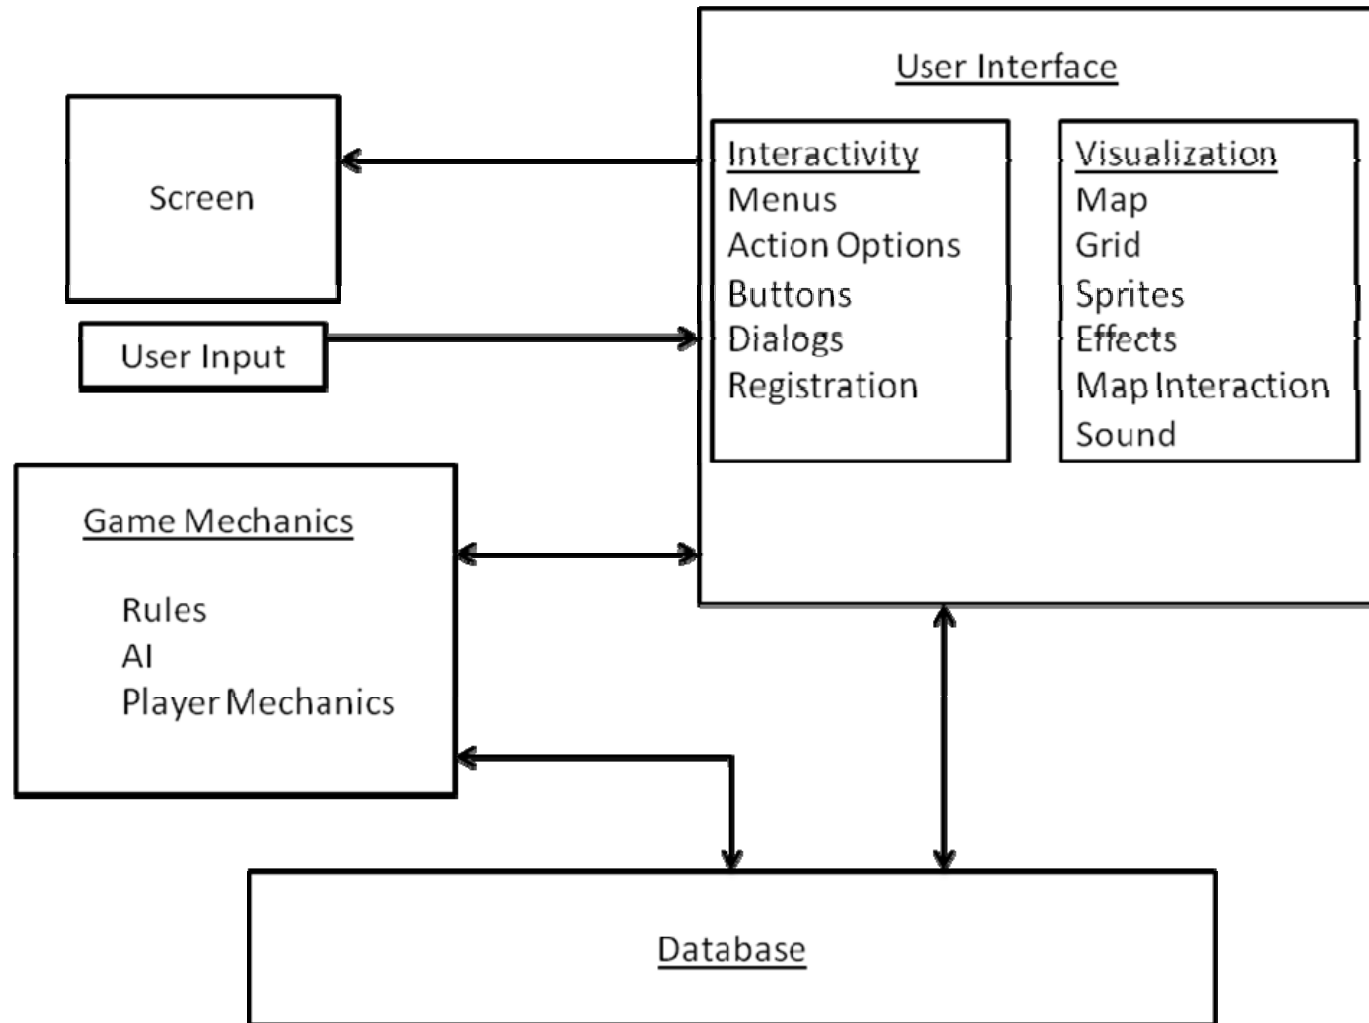 User Interface
Screen
User Input
Interactivity
Menus
Action Options
Buttons
Dialogs
Registration
Visualization
Map
Grid
Sprites
Effects
Map Interaction
Sound
Game Mechanics
Rules
AI
Player Mechanics
Database